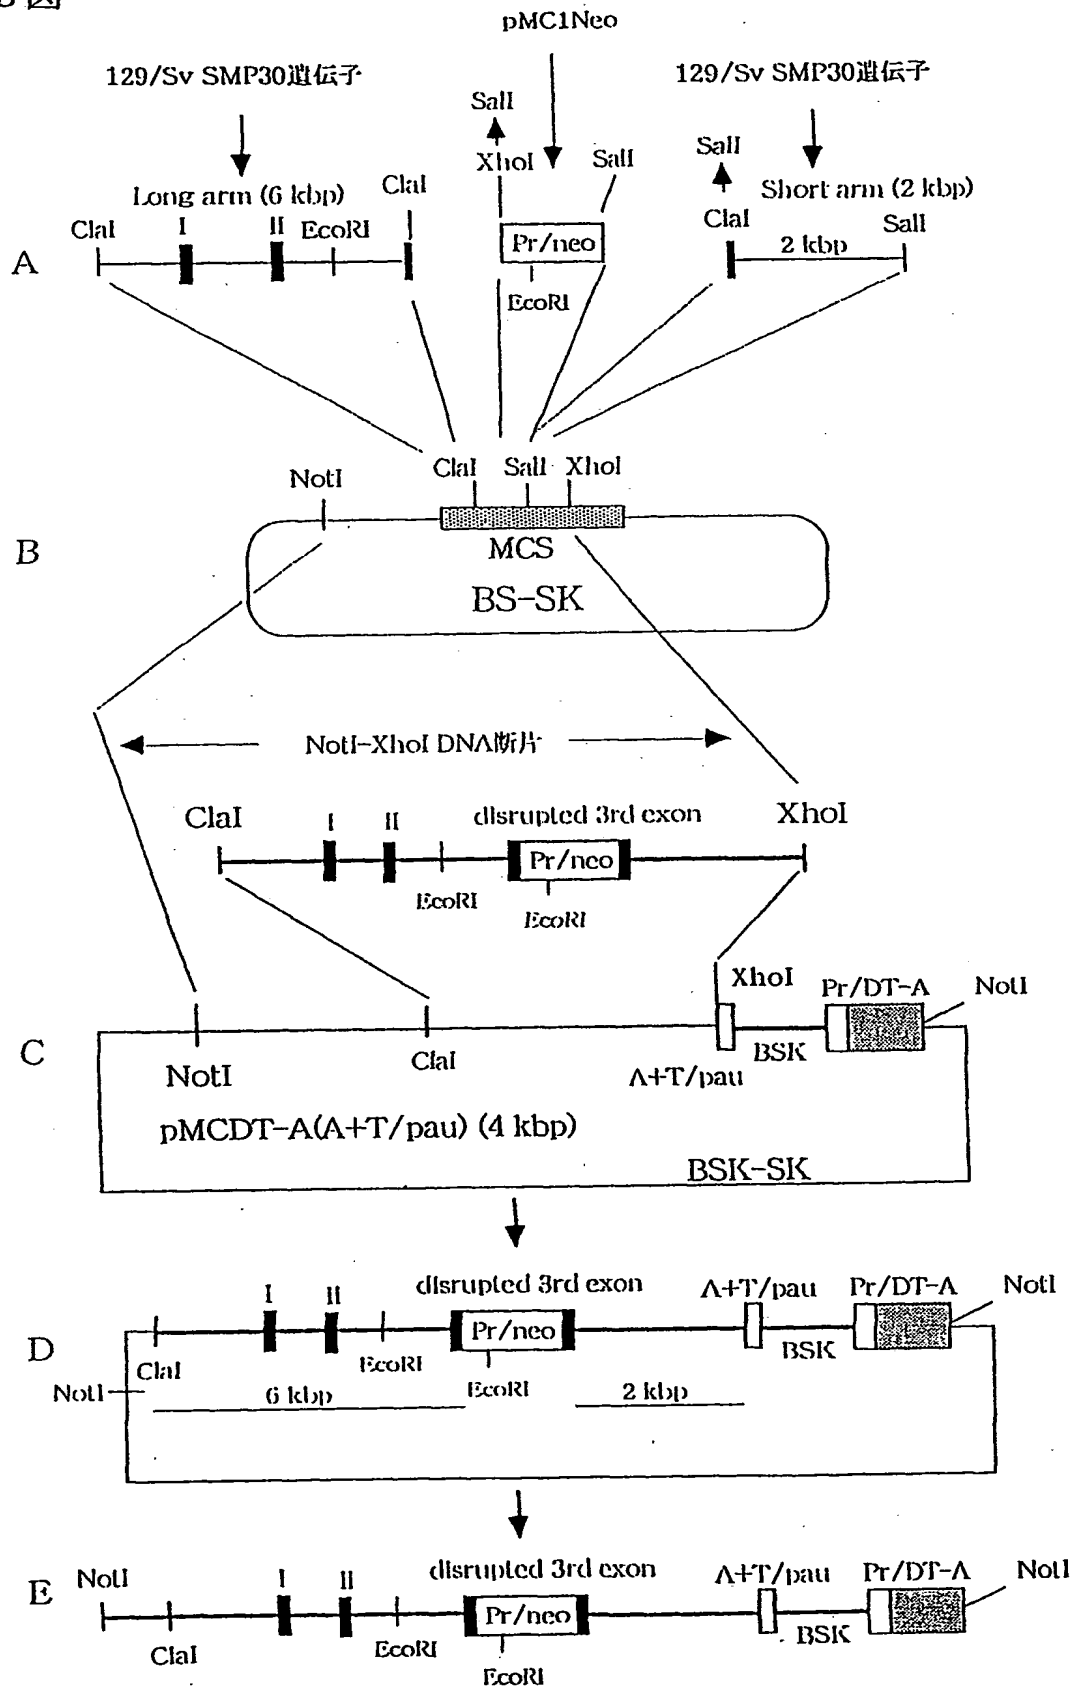 pMC1Neo
129/Sv SMP30遺伝子
129/Sv SMP30遺伝子
SalI
XhoI
SalI
SalI
Long arm (6 kbp)
ClaI
Short arm (2 kbp)
ClaI
I
II
EcoRI
ClaI
SalI
A
Pr/neo
2 kbp
EcoRI
ClaI
SalI
XhoI
NotI
B
MCS
BS-SK
NotI-XhoI DNA断片
ClaI
I
II
disrupted 3rd exon
XhoI
Pr/neo
EcoRI
EcoRI
XhoI
Pr/DT-A
NotI
C
NotI
ClaI
BSK
A+T/pau
pMCDT-A(A+T/pau) (4 kbp)
BSK-SK
I
II
disrupted 3rd exon
A+T/pau
Pr/DT-A
NotI
D
Pr/neo
ClaI
EcoRI
BSK
NotI
6 kbp
EcoRI
2 kbp
E
NotI
I
II
disrupted 3rd exon
A+T/pau
Pr/DT-A
NotI
Pr/neo
ClaI
EcoRI
BSK
EcoRI